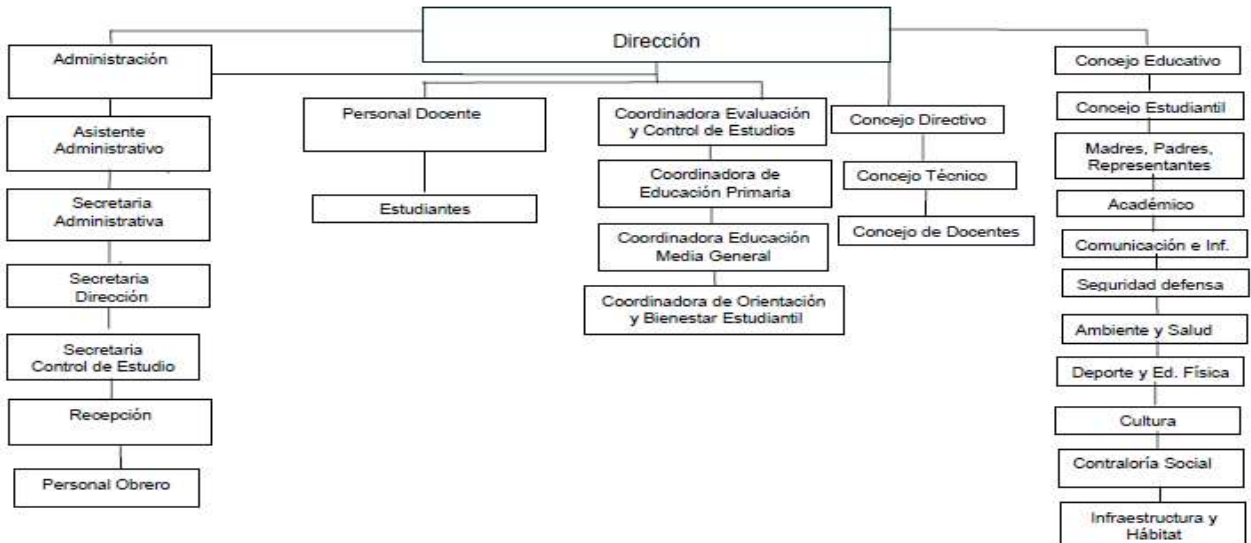 Dirección
Administración
Asistente
Administrativo
Secretaria
Administrativa
Secretaria
Dirección
Secretaria
Control de Estudio
Recepción
Personal Obrero
Personal Docente
Estudiantes
Coordinadora Evaluación
y Control de Estudios
Coordinadora de
Educación Primaria
Coordinadora Educación
Media General
Coordinadora de Orientación
y Bienestar Estudiantil
Concejo Directivo
Concejo Técnico
Concejo de Docentes
Concejo Educativo
Concejo Estudiantil
Madres, Padres,
Representantes
Académico
Comunicación e Inf.
Seguridad defensa
Ambiente y Salud
Deporte y Ed. Física
Cultura
Contraloría Social
Infraestructura y
Hábitat